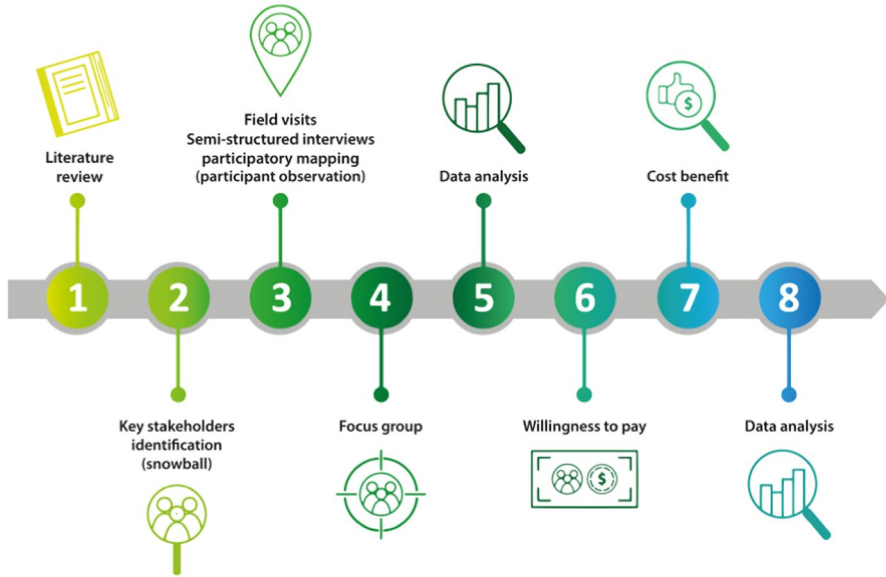 Literature
review
Field visits
Semi-structured interviews
participatory mapping
(participant observation)
Data analysis
Cost benefit
1
2
3
4
5
6
7
8
Key stakeholders
identification
(snowball)
Focus group
Willingness to pay
Data analysis
$
$